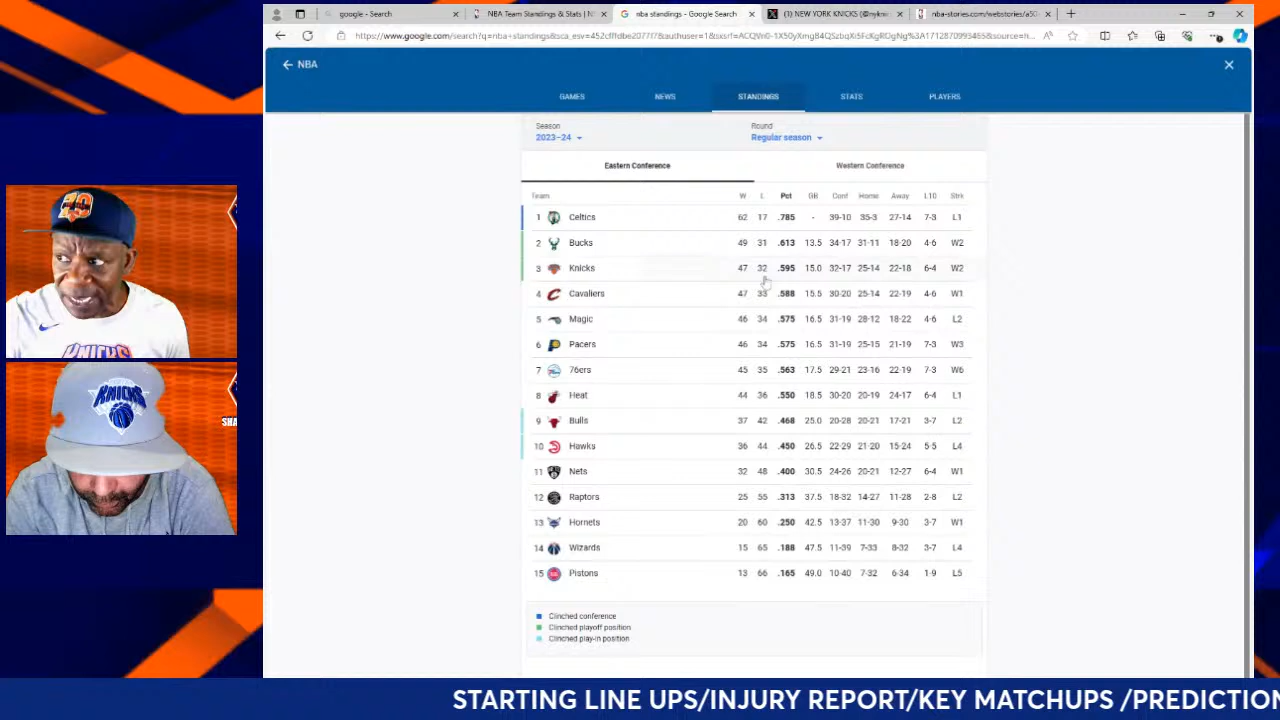 google - Search
NBA Team Standings & Stats | N
nba standings - Google Search
(1) NEW YORK KNICKS (@nyknic
nba-stories.com/webstories/a50
NBA
GAMES NEWS STANDINGS STATS PLAYERS
Season Round
2023–24 Regular season
Eastern Conference Western Conference
Team W L Pct GB Conf Home Away L10 Strk
1 Celtics 62 17 .785 - 39-10 35-3 27-14 7-3 L1
2 Bucks 49 31 .613 13.5 34-17 31-11 18-20 4-6 W2
3 Knicks 47 32 .595 15.0 32-17 25-14 22-18 6-4 W2
4 Cavaliers 47 33 .588 15.5 30-20 25-14 22-19 4-6 W1
5 Magic 46 34 .575 16.5 31-19 28-12 18-22 4-6 L2
6 Pacers 46 34 .575 16.5 31-19 25-15 21-19 7-3 W3
7 76ers 45 35 .563 17.5 29-21 23-16 22-19 7-3 W6
8 Heat 44 36 .550 18.5 30-20 20-19 24-17 6-4 L1
9 Bulls 37 42 .468 25.0 20-28 20-21 17-21 3-7 L2
10 Hawks 36 44 .450 26.5 22-29 21-20 15-24 5-5 L4
11 Nets 32 48 .400 30.5 24-26 20-21 12-27 6-4 W1
12 Raptors 25 55 .313 37.5 18-32 14-27 11-28 2-8 L2
13 Hornets 20 60 .250 42.5 13-37 11-30 9-30 3-7 W1
14 Wizards 15 65 .188 47.5 11-39 7-33 8-32 3-7 L4
15 Pistons 13 66 .165 49.0 10-40 7-32 6-34 1-9 L5
Clinched conference
Clinched playoff position
Clinched play-in position
KNICKS
KNICKS
SHA
STARTING LINE UPS/INJURY REPORT/KEY MATCHUPS /PREDICTION